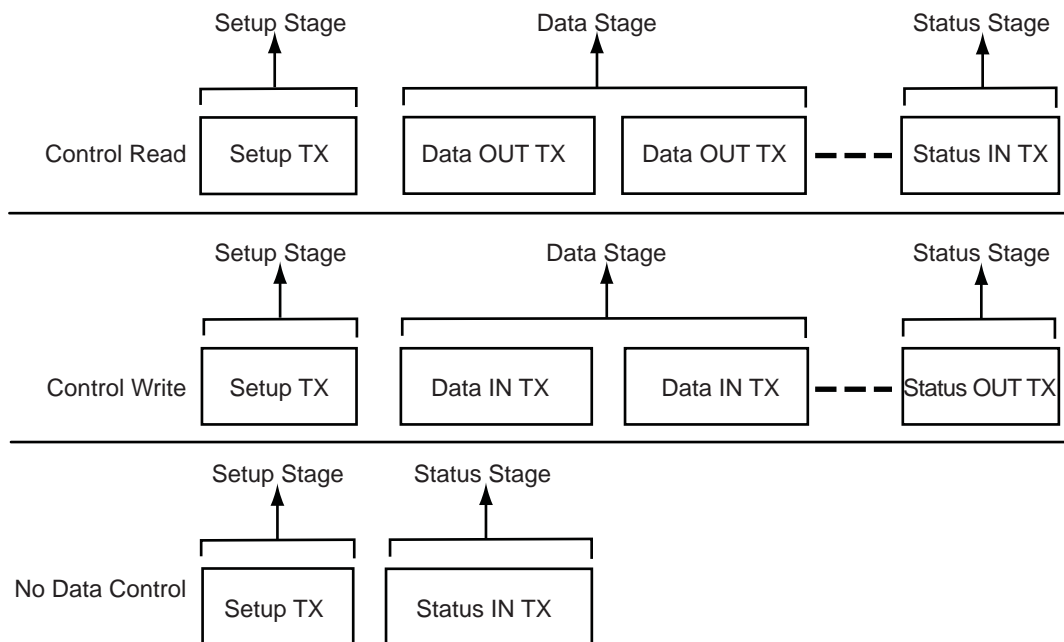 Setup Stage Data Stage Status Stage
Control Read Setup TX Data OUT TX Data OUT TX Status IN TX
Setup Stage Data Stage Status Stage
Control Write Setup TX Data IN TX Data IN TX Status OUT TX
Setup Stage Status Stage
No Data Control Setup TX Status IN TX